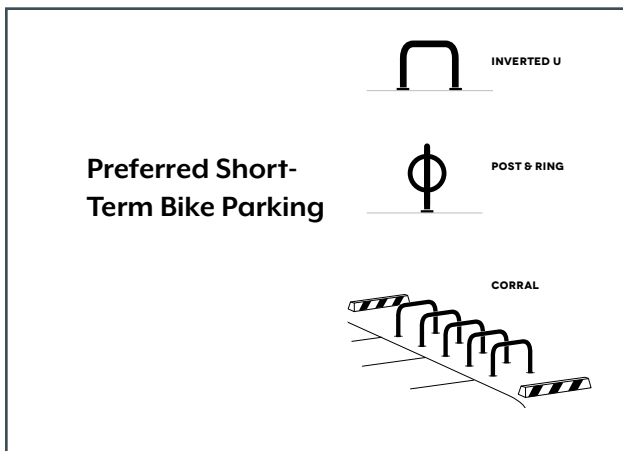 Preferred Short-
Term Bike Parking
INVERTED U
POST & RING
CORRAL